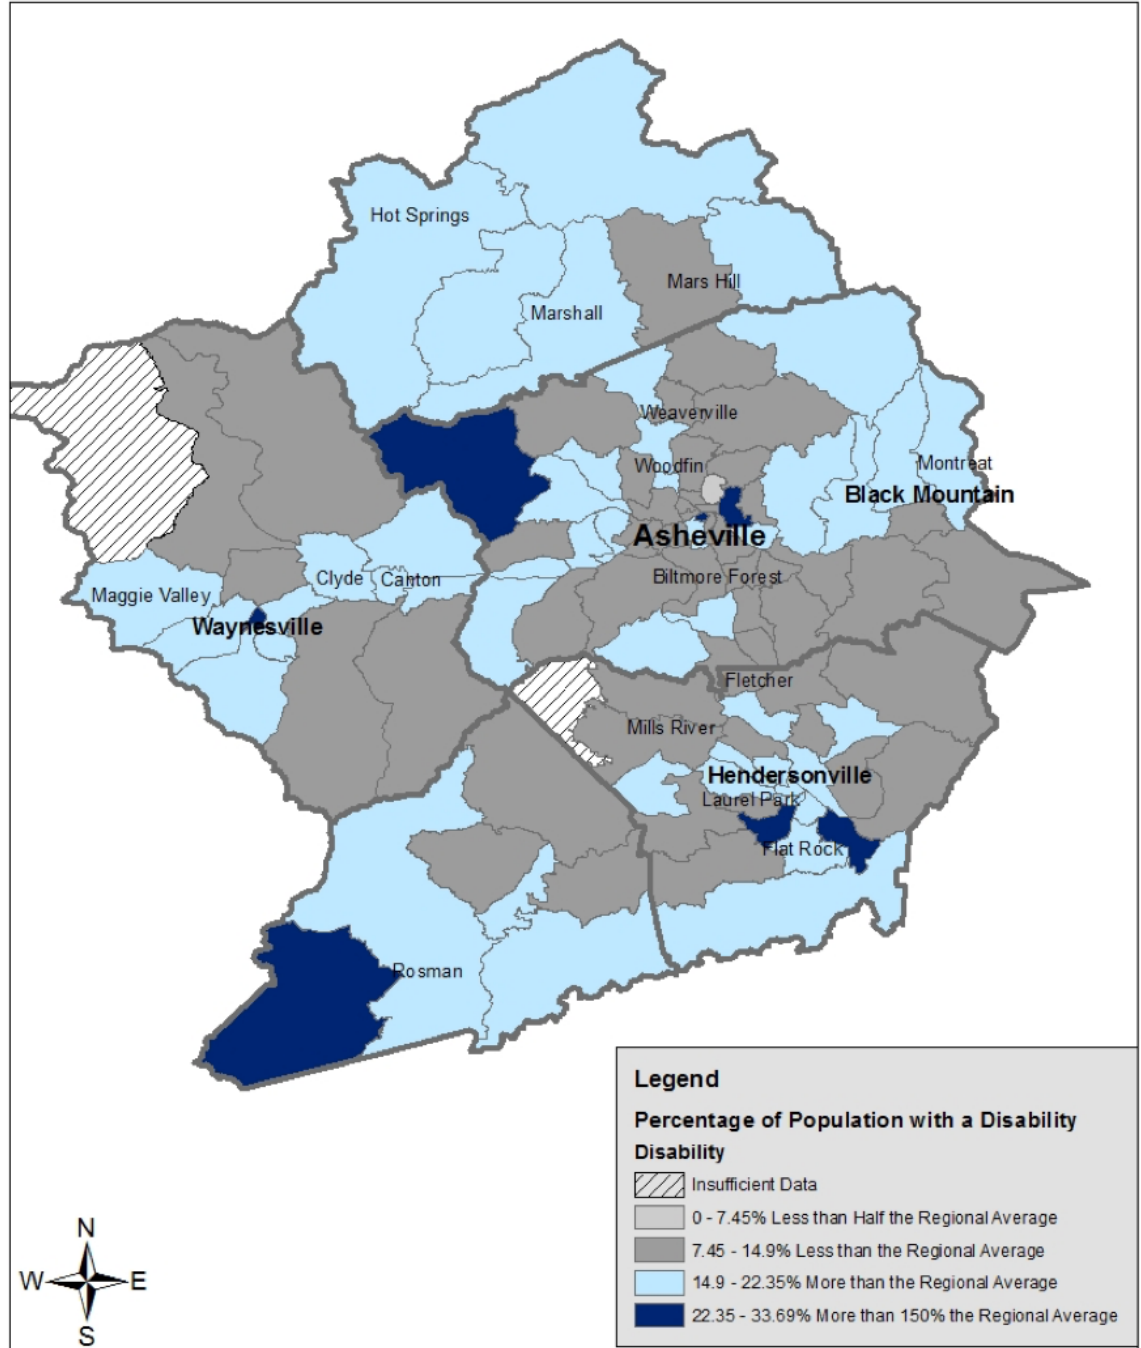 Hot Springs
Mars Hill
Marshall
Weaverville
Woodfin
Montreat
Black Mountain
Asheville
Biltmore Forest
Clyde
Canton
Maggie Valley
Waynesville
Fletcher
Mills River
Hendersonville
Laurel Park
Flat Rock
Rosman
Legend
Percentage of Population with a Disability
Disability
Insufficient Data
0 - 7.45% Less than Half the Regional Average
7.45 - 14.9% Less than the Regional Average
14.9 - 22.35% More than the Regional Average
22.35 - 33.69% More than 150% the Regional Average
N
W E
S